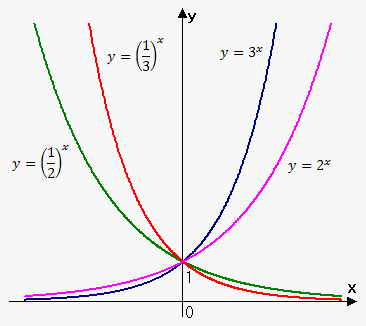 y
y = (1/3)^x
y = 3^x
y = (1/2)^x
y = 2^x
1
x
0